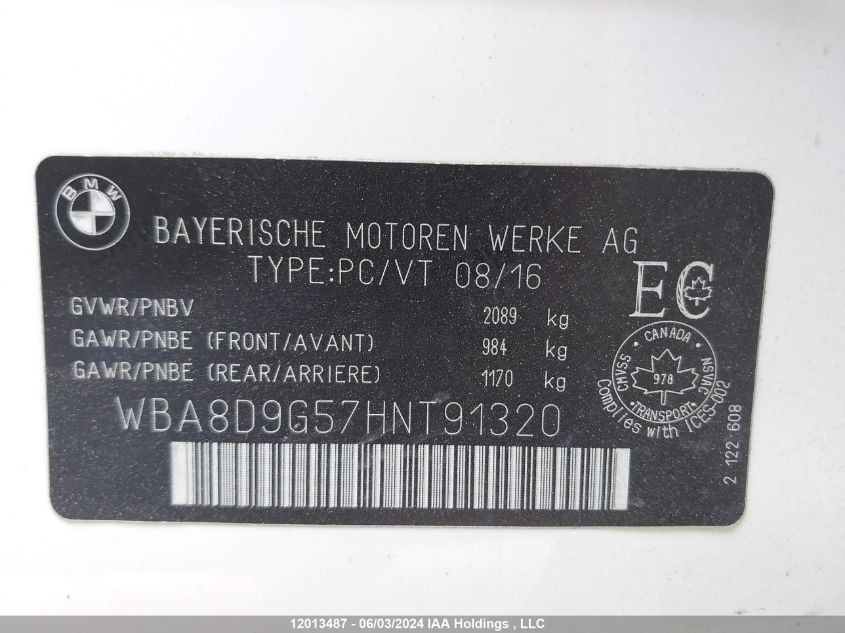 BMW
BAYERISCHE MOTOREN WERKE AG
TYPE:PC/VT 08/16
EC
GVWR/PNBV 2089 kg
GAWR/PNBE (FRONT/AVANT) 984 kg
GAWR/PNBE (REAR/ARRIERE) 1170 kg
CANADA
CMVSS
NSVAC
978
TRANSPORT
Complies with ICES-002
WBA8D9G57HNT91320
2 122 608
12013487 - 06/03/2024 IAA Holdings , LLC